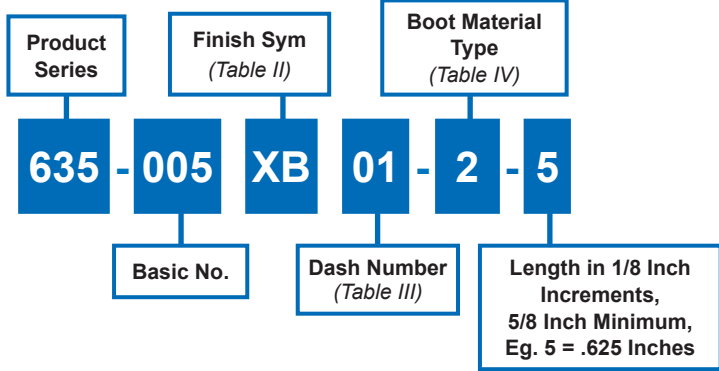 Product
Series
Finish Sym
(Table II)
Boot Material
Type
(Table IV)
635 - 005 XB 01 - 2 - 5
Basic No.
Dash Number
(Table III)
Length in 1/8 Inch
Increments,
5/8 Inch Minimum,
Eg. 5 = .625 Inches